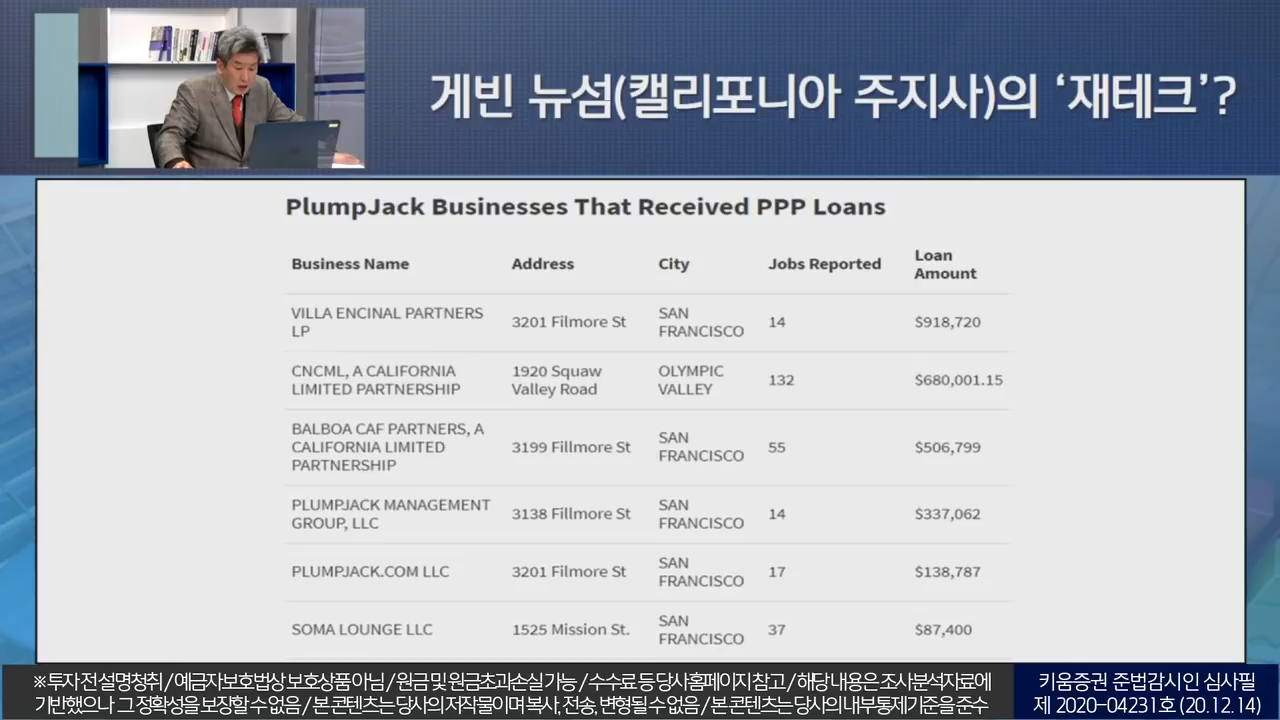 게빈 뉴섬(캘리포니아 주지사)의 ‘재테크’?
PlumpJack Businesses That Received PPP Loans
Business Name Address City Jobs Reported Loan
Amount
VILLA ENCINAL PARTNERS
LP 3201 Filmore St SAN
FRANCISCO 14 $918,720
CNCML, A CALIFORNIA
LIMITED PARTNERSHIP 1920 Squaw
Valley Road OLYMPIC
VALLEY 132 $680,001.15
BALBOA CAF PARTNERS, A
CALIFORNIA LIMITED
PARTNERSHIP 3199 Fillmore St SAN
FRANCISCO 55 $506,799
PLUMPJACK MANAGEMENT
GROUP, LLC 3138 Fillmore St SAN
FRANCISCO 14 $337,062
PLUMPJACK.COM LLC 3201 Filmore St SAN
FRANCISCO 17 $138,787
SOMA LOUNGE LLC 1525 Mission St. SAN
FRANCISCO 37 $87,400
※ 투자 전 설명청취 / 예금자보호법상 보호상품 아님 / 원금 및 원금초과손실 가능 / 수수료 등 당사홈페이지 참고 / 해당 내용은 조사분석자료에
기반했으나 그 정확성을 보장할 수 없음 / 본 콘텐츠는 당사의 저작물이며 복사, 전송, 변형될 수 없음 / 본 콘텐츠는 당사의 내부통제기준을 준수
키움증권 준법감시인 심사필
제 2020-04231호 (20.12.14)